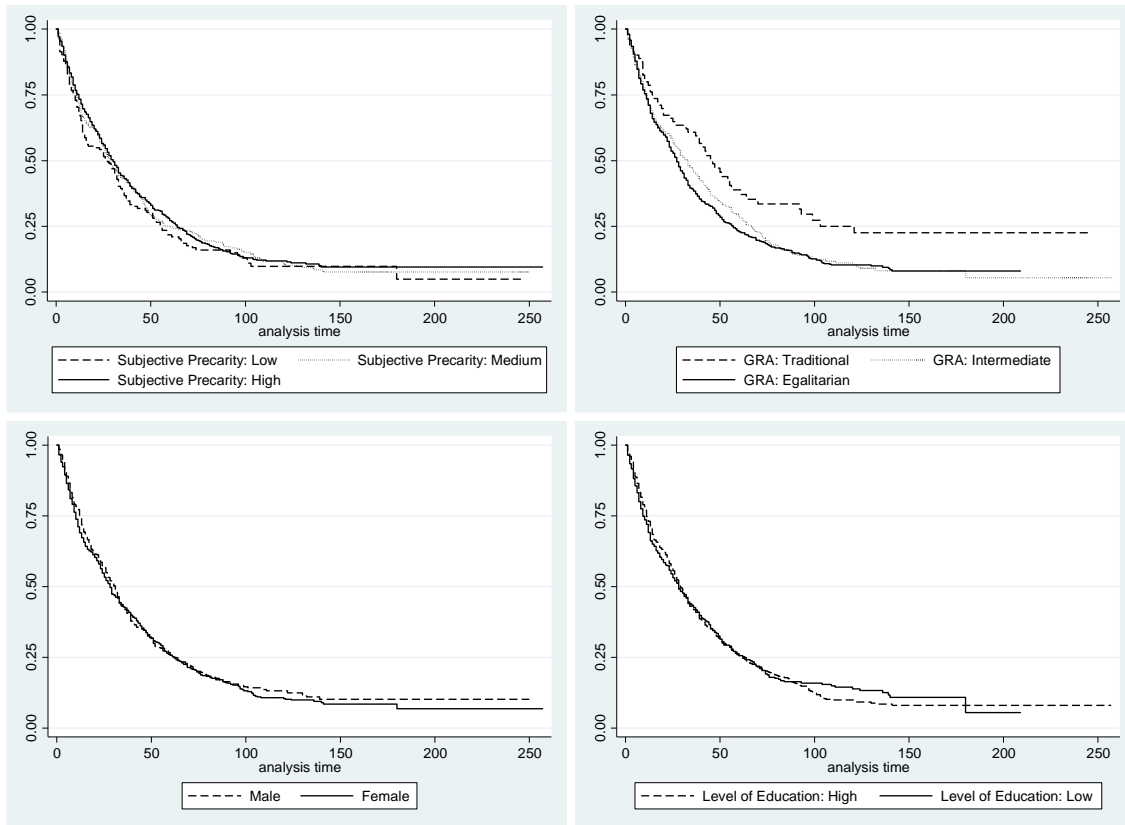 1.00
0.75
0.50
0.25
0.00
0 50 100 150 200 250
analysis time
Subjective Precarity: Low Subjective Precarity: Medium
Subjective Precarity: High
1.00
0.75
0.50
0.25
0.00
0 50 100 150 200 250
analysis time
GRA: Traditional GRA: Intermediate
GRA: Egalitarian
1.00
0.75
0.50
0.25
0.00
0 50 100 150 200 250
analysis time
Male Female
1.00
0.75
0.50
0.25
0.00
0 50 100 150 200 250
analysis time
Level of Education: High Level of Education: Low